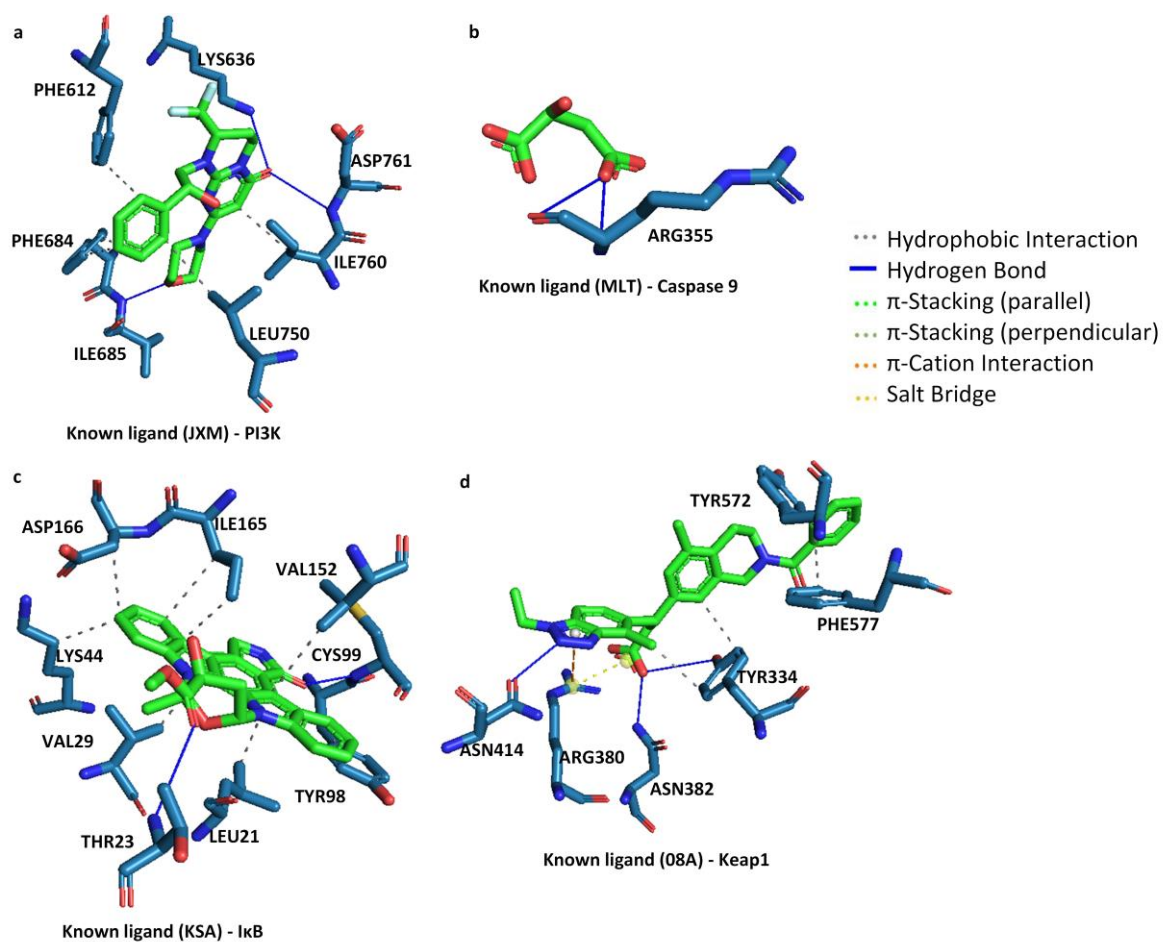 a
LYS636
PHE612
ASP761
PHE684
ILE760
ILE685
LEU750
Known ligand (JXM) - PI3K
b
ARG355
Known ligand (MLT) - Caspase 9
Hydrophobic Interaction
Hydrogen Bond
π-Stacking (parallel)
π-Stacking (perpendicular)
π-Cation Interaction
Salt Bridge
c
ASP166
ILE165
VAL152
LYS44
CYS99
VAL29
TYR98
THR23
LEU21
Known ligand (KSA) - IκB
d
TYR572
PHE577
TYR334
ASN414
ARG380
ASN382
Known ligand (08A) - Keap1